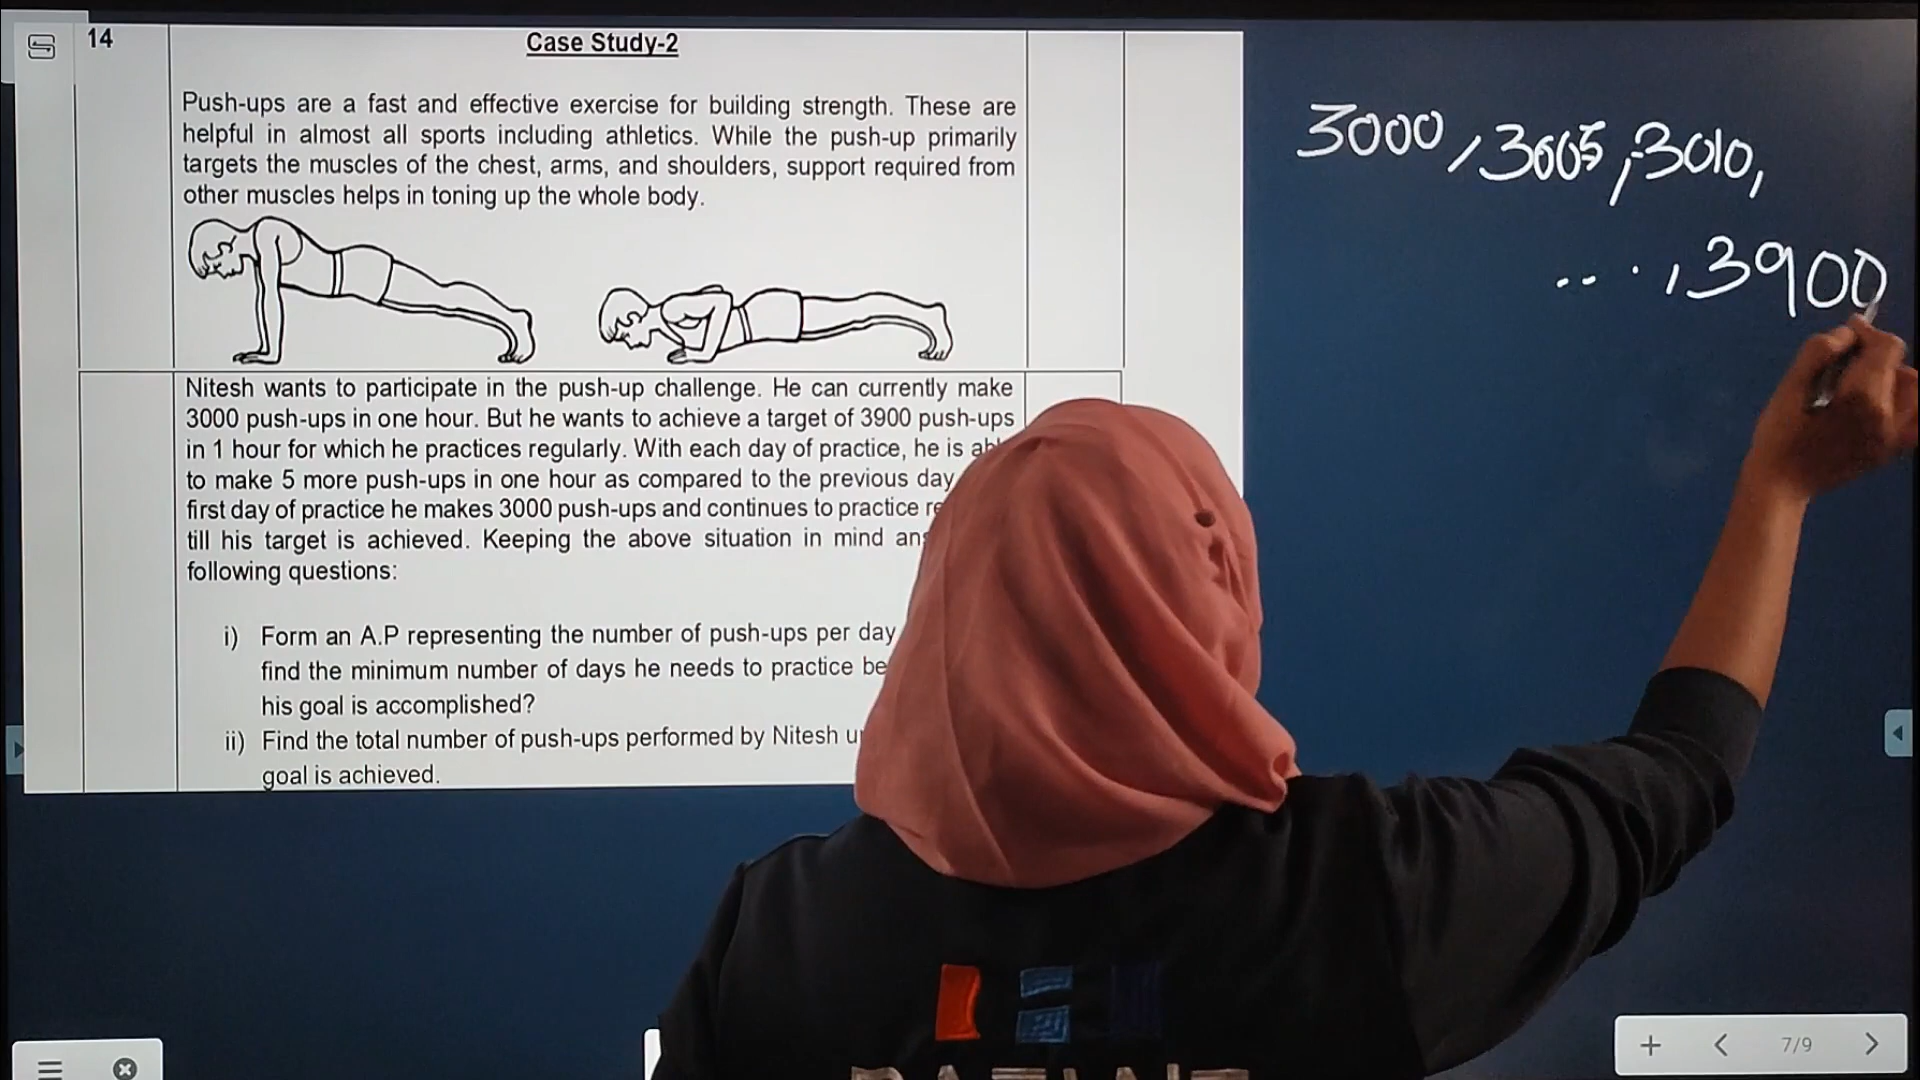 14
Case Study-2
Push-ups are a fast and effective exercise for building strength. These are
helpful in almost all sports including athletics. While the push-up primarily
targets the muscles of the chest, arms, and shoulders, support required from
other muscles helps in toning up the whole body.
Nitesh wants to participate in the push-up challenge. He can currently make
3000 push-ups in one hour. But he wants to achieve a target of 3900 push-ups
in 1 hour for which he practices regularly. With each day of practice, he is
to make 5 more push-ups in one hour as compared to the previous day
first day of practice he makes 3000 push-ups and continues to practice
till his target is achieved. Keeping the above situation in mind
following questions:
i) Form an A.P representing the number of push-ups per day
find the minimum number of days he needs to practice
his goal is accomplished?
ii) Find the total number of push-ups performed by Nitesh
goal is achieved.
3000, 3005, 3010,
...., 3900
7/9